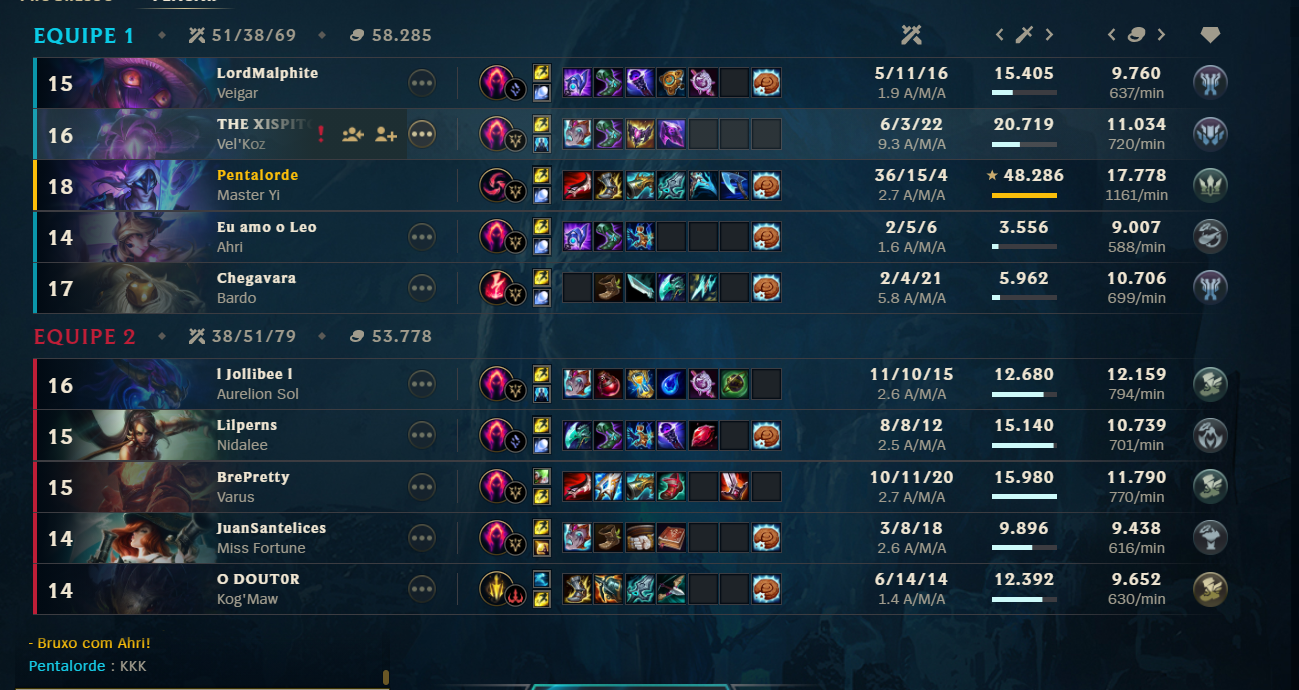 EQUIPE 1 51/38/69 58.285
15 LordMalphite 5/11/16 15.405 9.760
Veigar 1.9 A/M/A 637/min
16 THE XISPIT 6/3/22 20.719 11.034
Vel'Koz 9.3 A/M/A 720/min
18 Pentalorde 36/15/4 48.286 17.778
Master Yi 2.7 A/M/A 1161/min
14 Eu amo o Leo 2/5/6 3.556 9.007
Ahri 1.6 A/M/A 588/min
17 Chegavara 2/4/21 5.962 10.706
Bardo 5.8 A/M/A 699/min
EQUIPE 2 38/51/79 53.778
16 l Jollibee l 11/10/15 12.680 12.159
Aurelion Sol 2.6 A/M/A 794/min
15 Lilperns 8/8/12 15.140 10.739
Nidalee 2.5 A/M/A 701/min
15 BrePretty 10/11/20 15.980 11.790
Varus 2.7 A/M/A 770/min
14 JuanSantelices 3/8/18 9.896 9.438
Miss Fortune 2.6 A/M/A 616/min
14 O DOUT0R 6/14/14 12.392 9.652
Kog'Maw 1.4 A/M/A 630/min
- Bruxo com Ahri!
Pentalorde : KKK